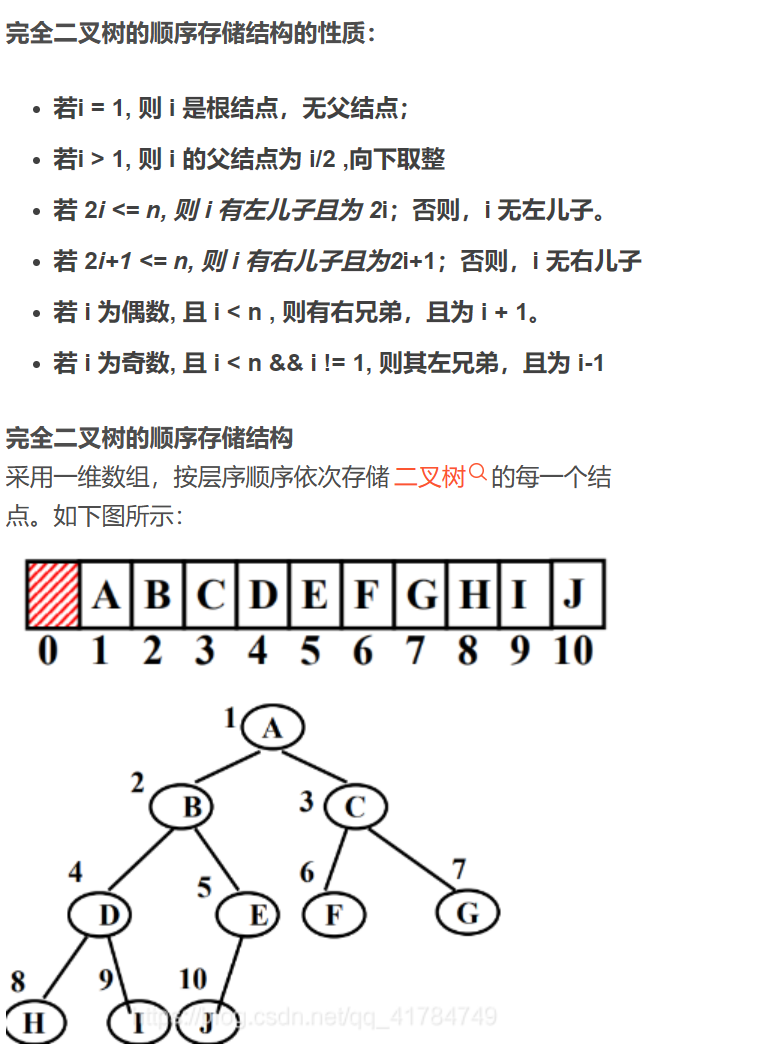 完全二叉树的顺序存储结构的性质：
• 若i = 1, 则 i 是根结点，无父结点；
• 若i > 1, 则 i 的父结点为 i/2 ,向下取整
• 若 2i <= n, 则 i 有左儿子且为 2i；否则，i 无左儿子。
• 若 2i+1 <= n, 则 i 有右儿子且为2i+1；否则，i 无右儿子
• 若 i 为偶数, 且 i < n , 则有右兄弟，且为 i + 1。
• 若 i 为奇数, 且 i < n && i != 1, 则其左兄弟，且为 i-1
完全二叉树的顺序存储结构
采用一维数组，按层序顺序依次存储 二叉树 的每一个结
点。如下图所示：
A B C D E F G H I J
0 1 2 3 4 5 6 7 8 9 10
1 A
2 B 3 C
4 D 5 E 6 F 7 G
8 H 9 I 10 J
https://blog.csdn.net/qq_41784749